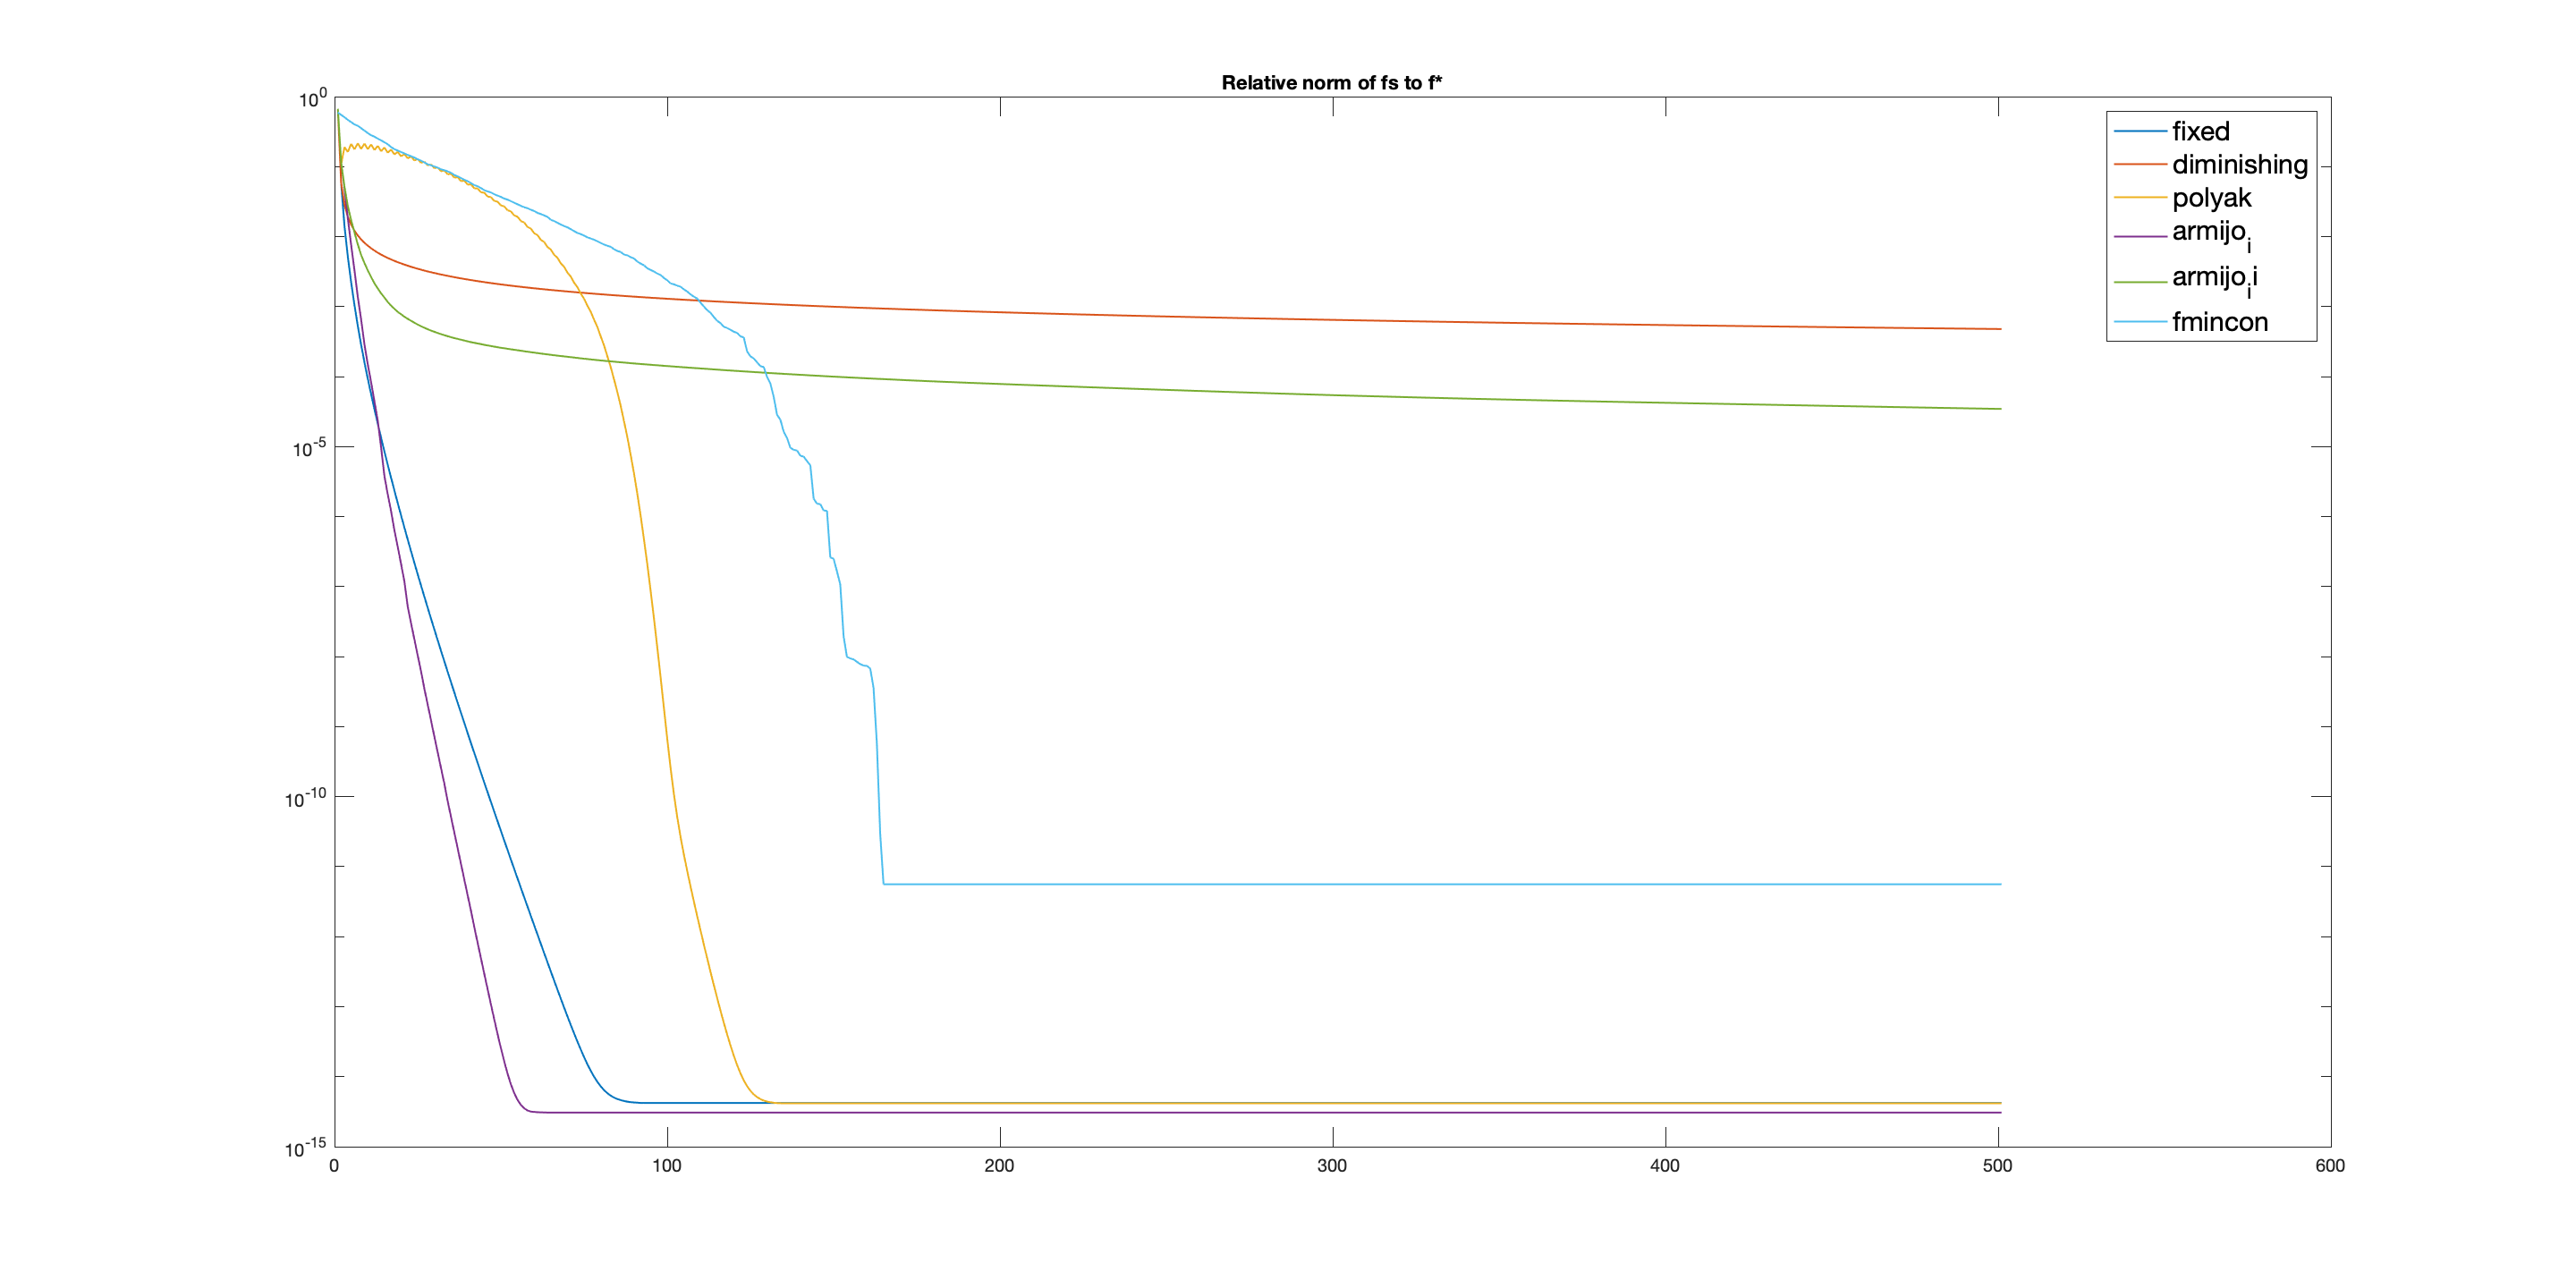 Relative norm of fs to f*
10^0
10^-5
10^-10
10^-15
0 100 200 300 400 500 600
fixed
diminishing
polyak
armijo_i
armijo_ii
fmincon